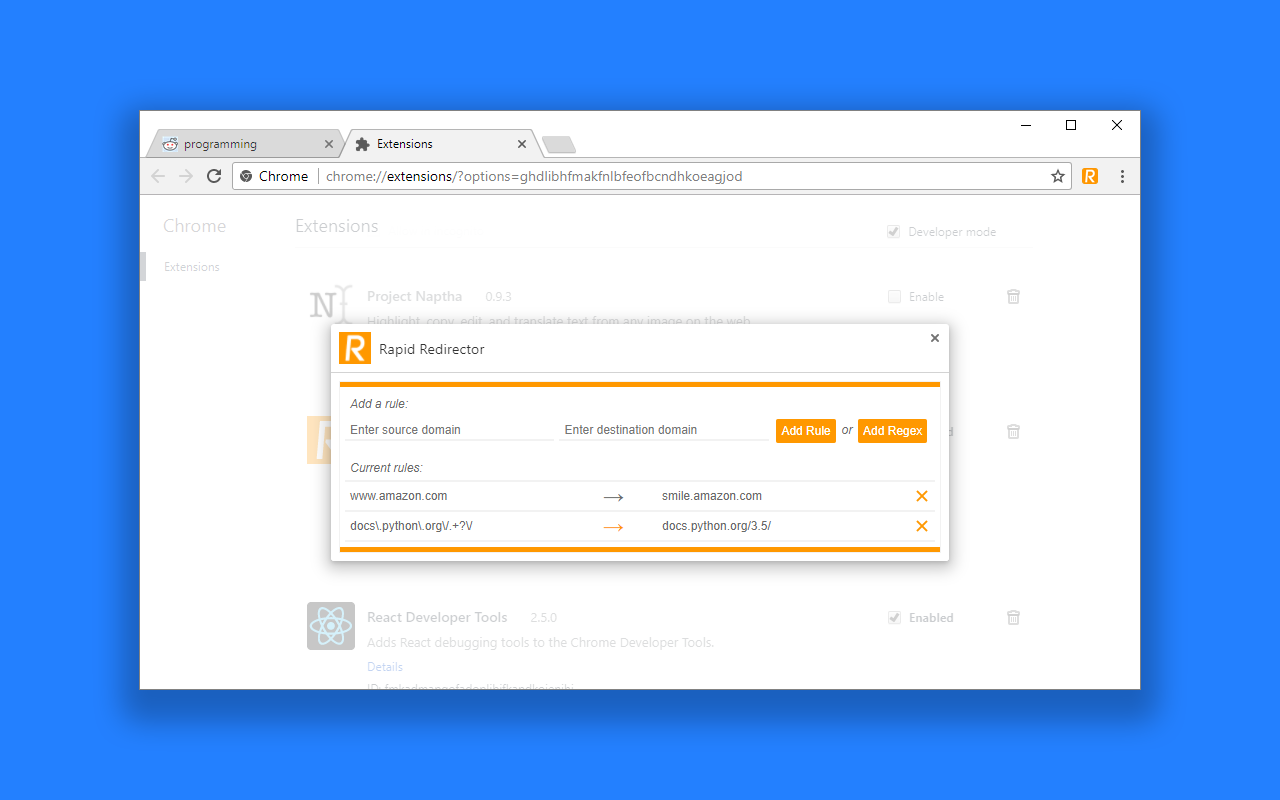 programming
Extensions
Chrome
chrome://extensions/?options=ghdlibhfmakfnlbfeofbcndhkoeagjod
Chrome
Extensions
Developer mode
Extensions
Project Naptha 0.9.3
Enable
Highlight, copy, edit, and translate text from any image on the web
R Rapid Redirector
Add a rule:
Enter source domain
Enter destination domain
Add Rule or Add Regex
Current rules:
www.amazon.com → smile.amazon.com
docs\.python\.org\/.+?\/ → docs.python.org/3.5/
React Developer Tools 2.5.0
Enabled
Adds React debugging tools to the Chrome Developer Tools.
Details